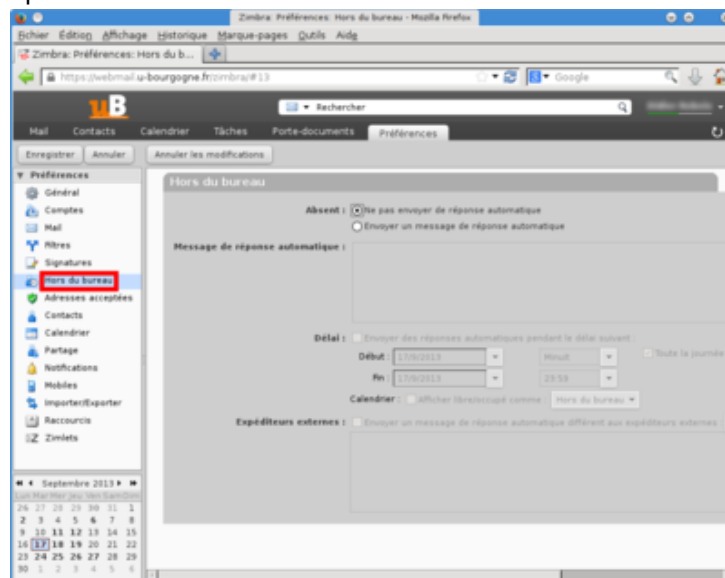 Zimbra: Préférences: Hors du bureau - Mozilla Firefox
Fichier Édition Affichage Historique Marque-pages Outils Aide
Zimbra: Préférences: Hors du b...
https://webmail.u-bourgogne.fr/zimbra/#13
Google
uB
Rechercher
Mail Contacts Calendrier Tâches Porte-documents Préférences
Enregistrer Annuler Annuler les modifications
Préférences
Général
Comptes
Mail
Filtres
Signatures
Hors du bureau
Adresses acceptées
Contacts
Calendrier
Partage
Notifications
Mobiles
Importer/Exporter
Raccourcis
Zimlets
Hors du bureau
Absent : Ne pas envoyer de réponse automatique
Envoyer un message de réponse automatique
Message de réponse automatique :
Délai : Envoyer des réponses automatiques pendant le délai suivant :
Début : 17/9/2013 Minuit Toute la journée
Fin : 17/9/2013 23:59
Calendrier : Afficher libre/occupé comme : Hors du bureau
Expéditeurs externes : Envoyer un message de réponse automatique différent aux expéditeurs externes :
Septembre 2013
Lun Mar Mer Jeu Ven Sam Dim
26 27 28 29 30 31 1
2 3 4 5 6 7 8
9 10 11 12 13 14 15
16 17 18 19 20 21 22
23 24 25 26 27 28 29
30 1 2 3 4 5 6